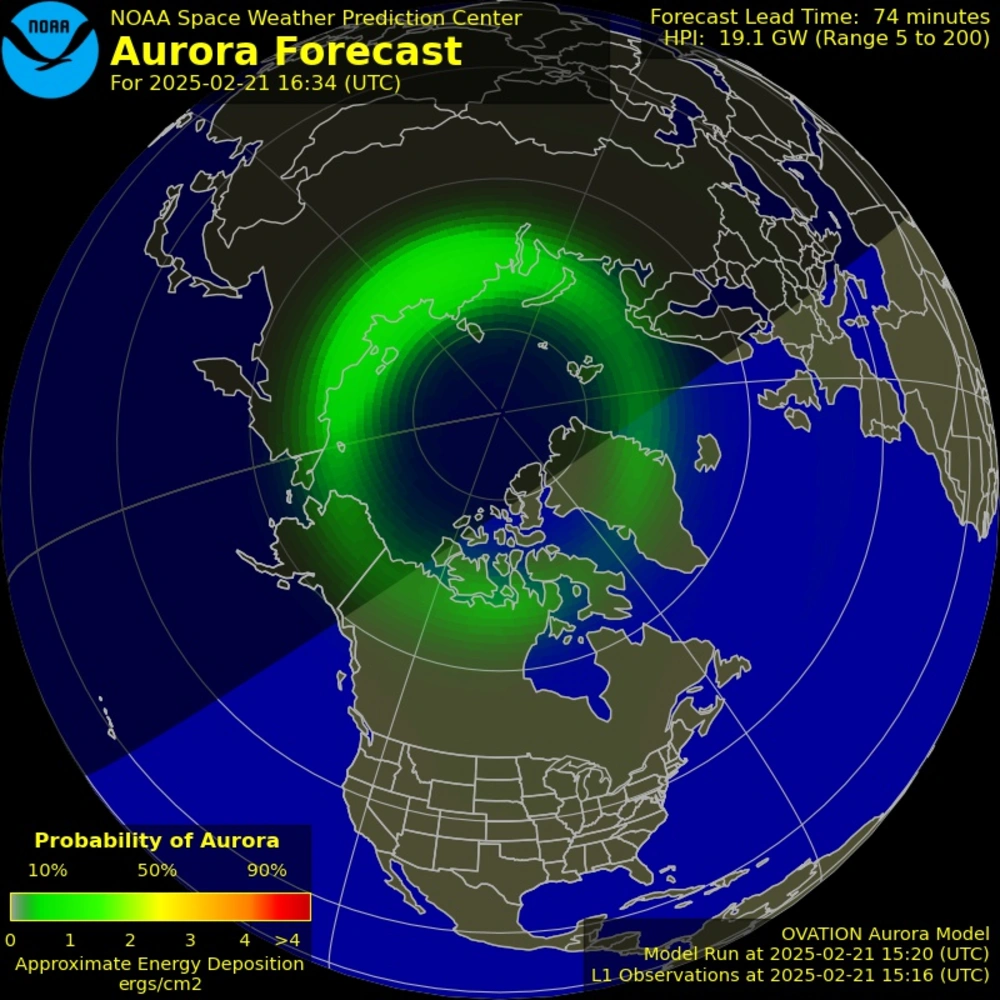 NOAA
NOAA Space Weather Prediction Center
Aurora Forecast
For 2025-02-21 16:34 (UTC)
Forecast Lead Time: 74 minutes
HPI: 19.1 GW (Range 5 to 200)
Probability of Aurora
10% 50% 90%
0 1 2 3 4 >4
Approximate Energy Deposition
ergs/cm2
OVATION Aurora Model
Model Run at 2025-02-21 15:20 (UTC)
L1 Observations at 2025-02-21 15:16 (UTC)